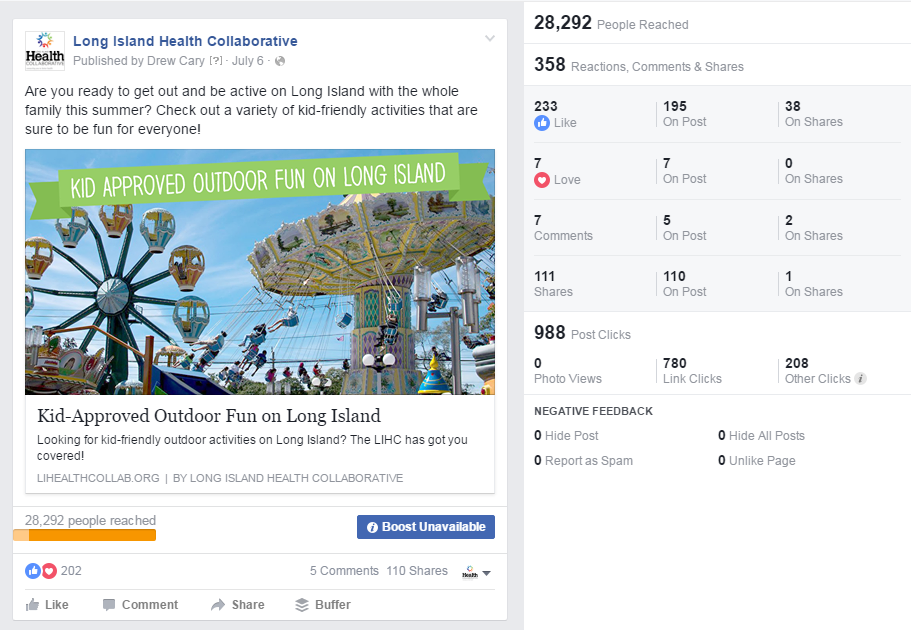 Health
COLLABORATIVE
Long Island Health Collaborative
Published by Drew Cary [?] · July 6 ·
Are you ready to get out and be active on Long Island with the whole
family this summer? Check out a variety of kid-friendly activities that are
sure to be fun for everyone!
KID APPROVED OUTDOOR FUN ON LONG ISLAND
Kid-Approved Outdoor Fun on Long Island
Looking for kid-friendly outdoor activities on Long Island? The LIHC has got you
covered!
LIHEALTHCOLLAB.ORG | BY LONG ISLAND HEALTH COLLABORATIVE
28,292 people reached
Boost Unavailable
202
5 Comments 110 Shares
Health
Like Comment Share Buffer
28,292 People Reached
358 Reactions, Comments & Shares
233 195 38
Like On Post On Shares
7 7 0
Love On Post On Shares
7 5 2
Comments On Post On Shares
111 110 1
Shares On Post On Shares
988 Post Clicks
0 780 208
Photo Views Link Clicks Other Clicks i
NEGATIVE FEEDBACK
0 Hide Post 0 Hide All Posts
0 Report as Spam 0 Unlike Page